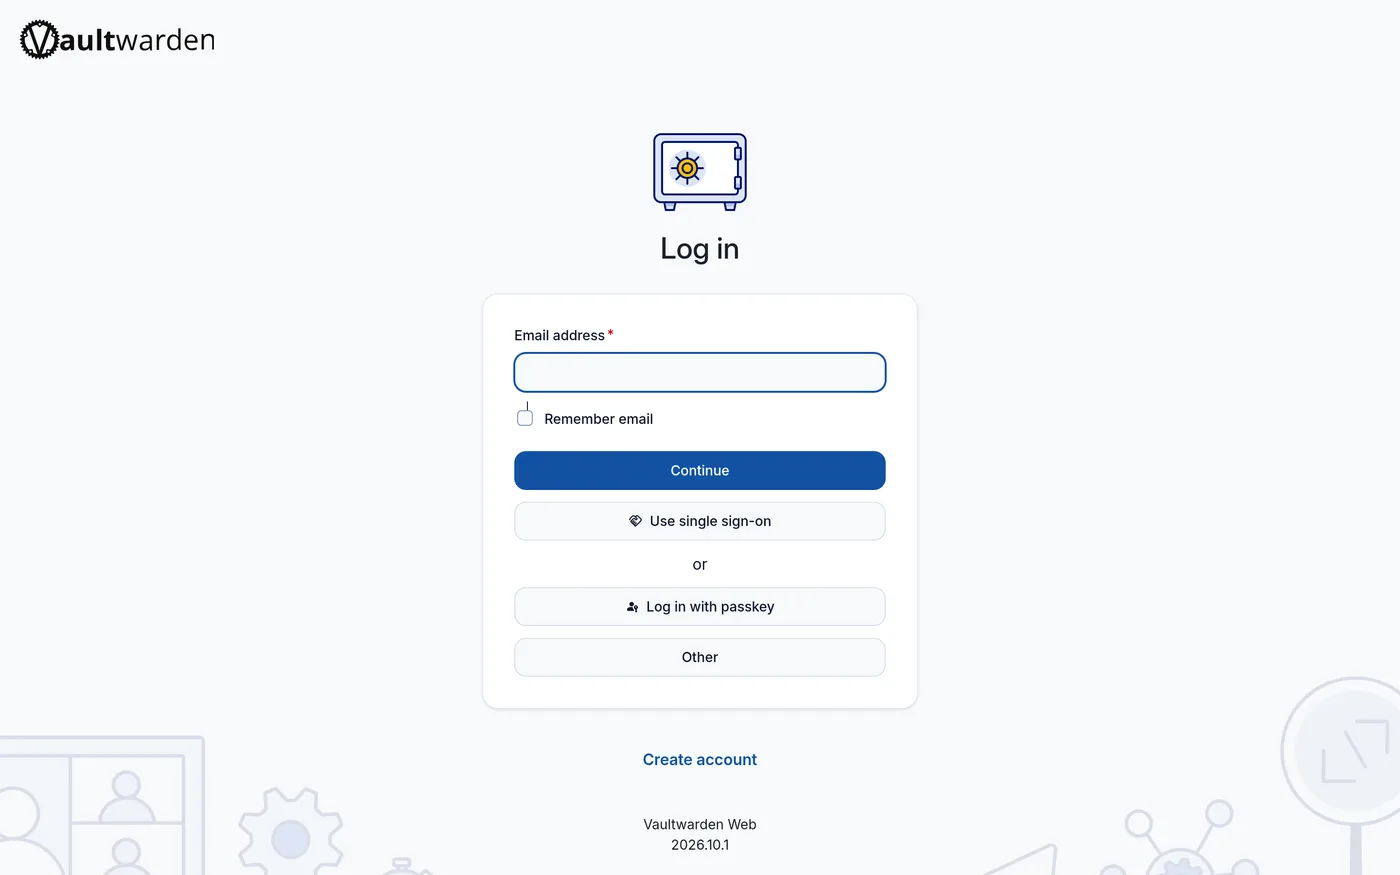 Vaultwarden
Log in
Email address *
Remember email
Continue
Use single sign-on
or
Log in with passkey
Other
Create account
Vaultwarden Web
2026.10.1